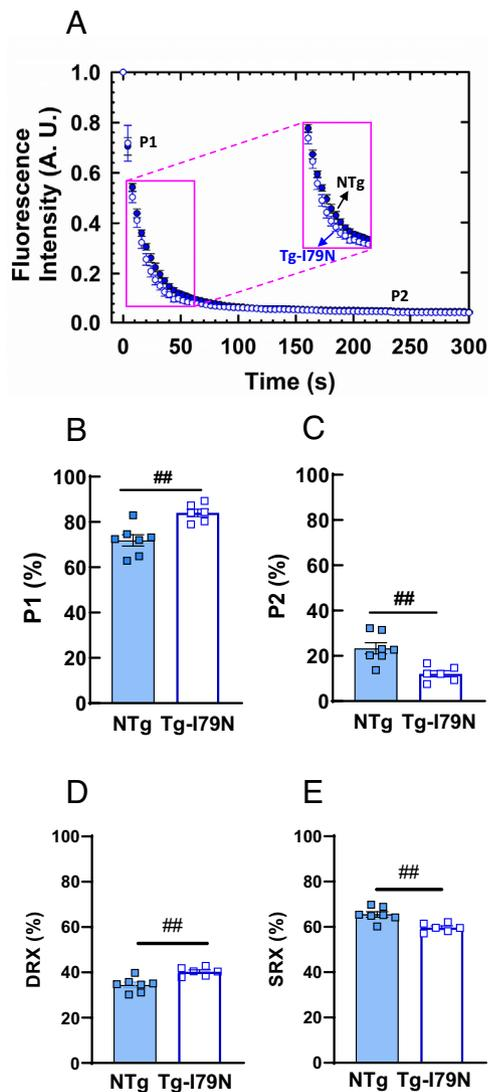 A
Fluorescence
Intensity (A. U.)
1.0
0.8
0.6
0.4
0.2
0.0
P1
NTg
Tg-I79N
P2
0 50 100 150 200 250 300
Time (s)
B
P1 (%)
100
80
60
40
20
0
##
NTg Tg-I79N
C
P2 (%)
100
80
60
40
20
0
##
NTg Tg-I79N
D
DRX (%)
100
80
60
40
20
0
##
NTg Tg-I79N
E
SRX (%)
100
80
60
40
20
0
##
NTg Tg-I79N